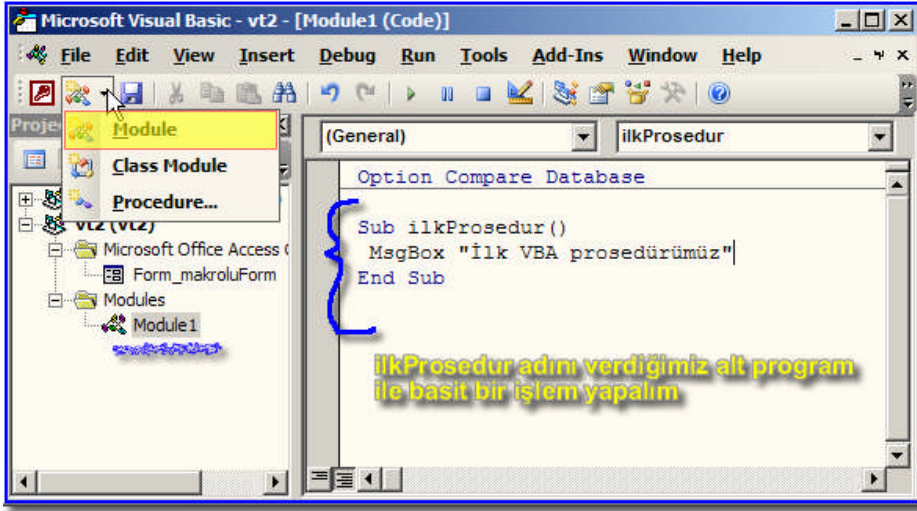 Microsoft Visual Basic - vt2 - [Module1 (Code)]
File Edit View Insert Debug Run Tools Add-Ins Window Help
Proje
Module
Class Module
Procedure...
(General)
ilkProsedur
vt2 (vt2)
Microsoft Office Access
Form_makroluForm
Modules
Module1
Option Compare Database
Sub ilkProsedur()
MsgBox "İlk VBA prosedürümüz"
End Sub
ilkProsedur adını verdiğimiz alt program
ile basit bir işlem yapalım